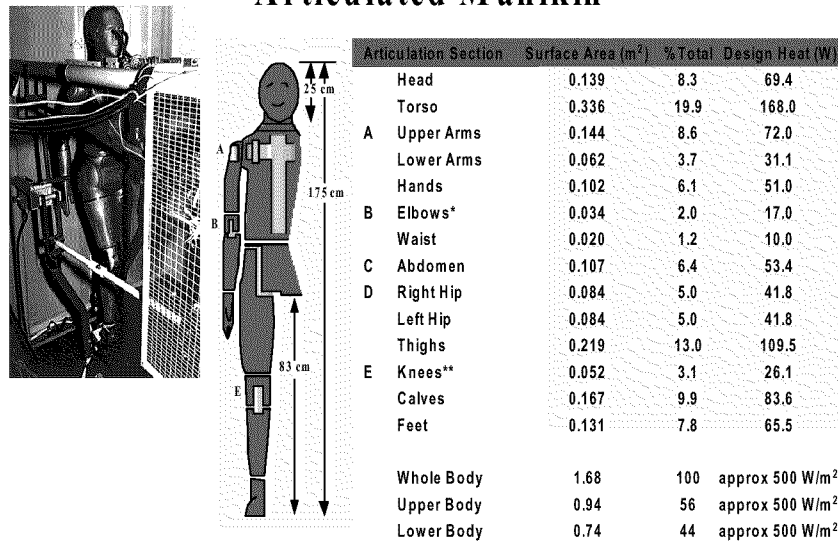 Articulated Manikin
25 cm
A
175 cm
B
83 cm
E
Articulation Section Surface Area (m²) % Total Design Heat (W)
Head 0.139 8.3 69.4
Torso 0.336 19.9 168.0
A Upper Arms 0.144 8.6 72.0
Lower Arms 0.062 3.7 31.1
Hands 0.102 6.1 51.0
B Elbows* 0.034 2.0 17.0
Waist 0.020 1.2 10.0
C Abdomen 0.107 6.4 53.4
D Right Hip 0.084 5.0 41.8
Left Hip 0.084 5.0 41.8
Thighs 0.219 13.0 109.5
E Knees** 0.052 3.1 26.1
Calves 0.167 9.9 83.6
Feet 0.131 7.8 65.5
Whole Body 1.68 100 approx 500 W/m²
Upper Body 0.94 56 approx 500 W/m²
Lower Body 0.74 44 approx 500 W/m²